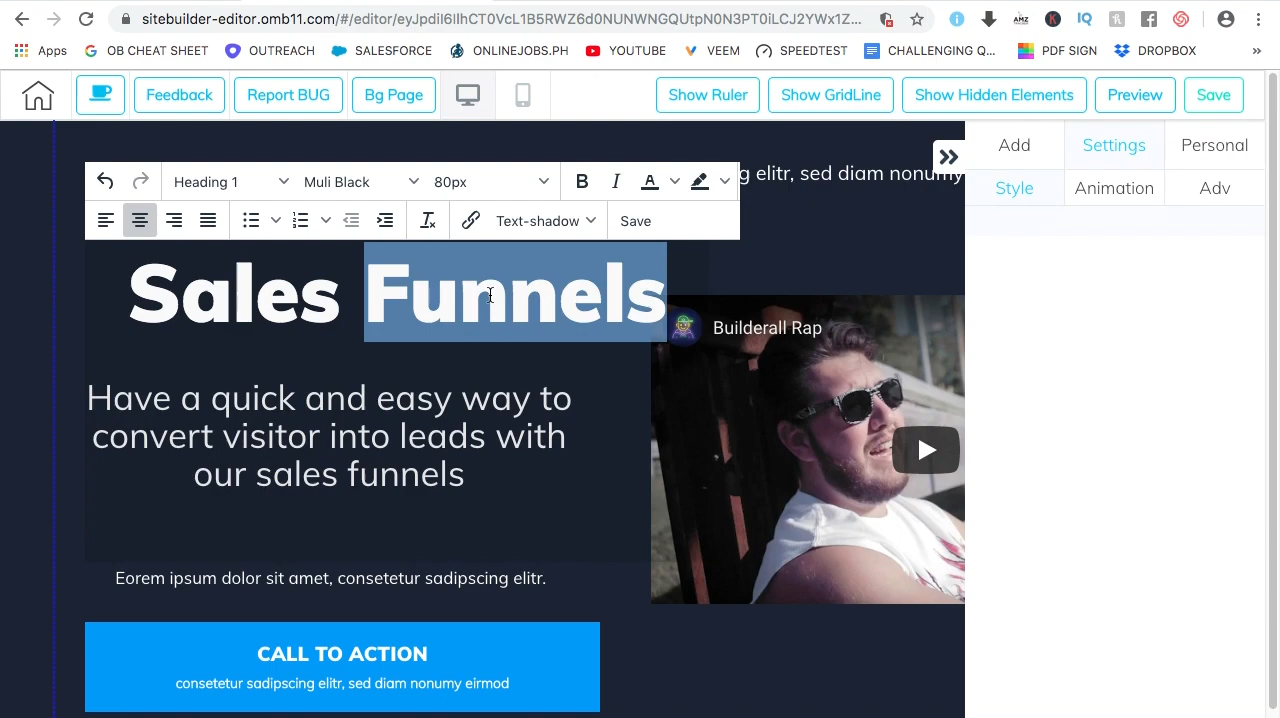 sitebuilder-editor.omb11.com/#/editor/eyJpdiI6IlhCT0VcL1B5RWZ6d0NUNWNGQUtpN0N3PT0iLCJ2YWx1Z...
Apps OB CHEAT SHEET OUTREACH SALESFORCE ONLINEJOBS.PH YOUTUBE VEEM SPEEDTEST CHALLENGING Q... PDF SIGN DROPBOX »
Feedback Report BUG Bg Page Show Ruler Show GridLine Show Hidden Elements Preview Save
Add Settings Personal
g elitr, sed diam nonumy
Style Animation Adv
Heading 1 Muli Black 80px B I A
Text-shadow Save
Sales Funnels
Builderall Rap
Have a quick and easy way to
convert visitor into leads with
our sales funnels
Eorem ipsum dolor sit amet, consetetur sadipscing elitr.
CALL TO ACTION
consetetur sadipscing elitr, sed diam nonumy eirmod